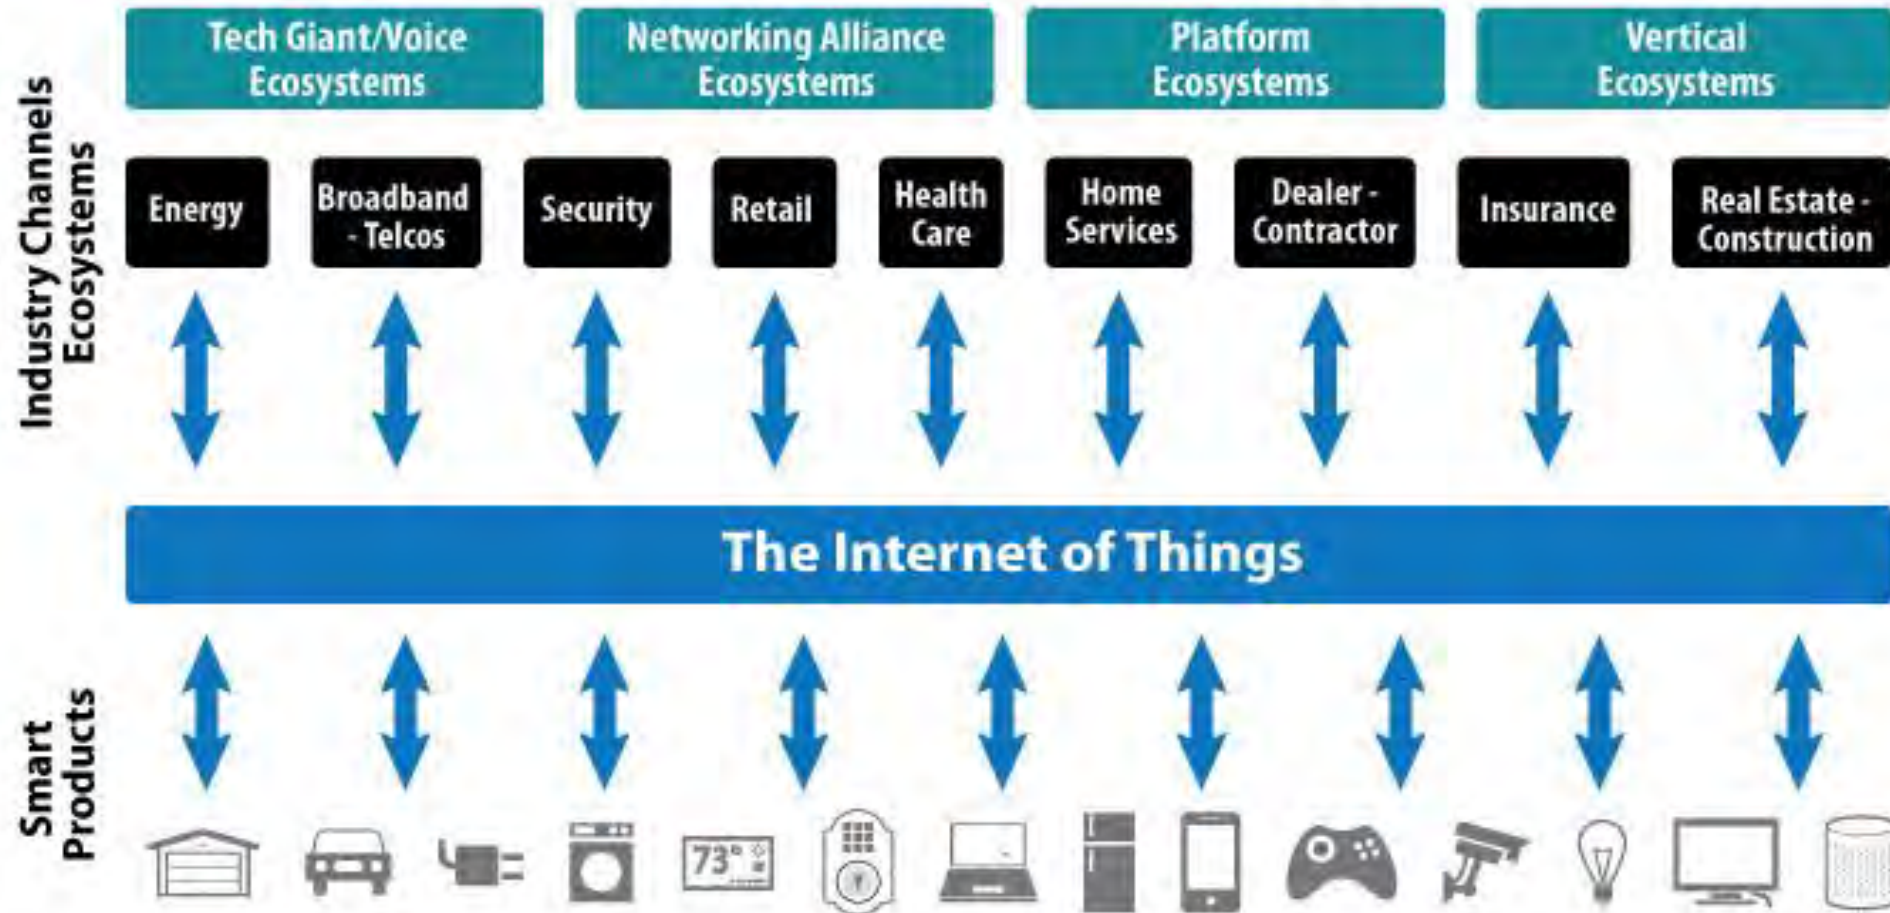 Tech Giant/Voice
Ecosystems
Networking Alliance
Ecosystems
Platform
Ecosystems
Vertical
Ecosystems
Industry Channels
Ecosystems
Energy
Broadband
- Telcos
Security
Retail
Health
Care
Home
Services
Dealer -
Contractor
Insurance
Real Estate -
Construction
The Internet of Things
Smart
Products
73°